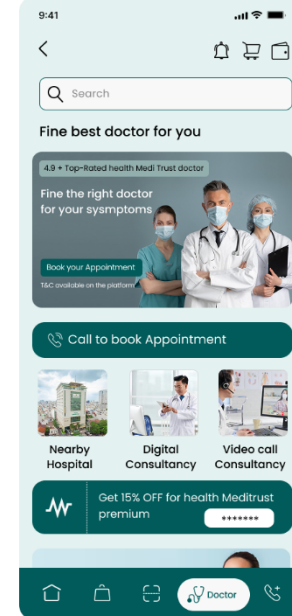 9:41
Search
Fine best doctor for you
4.9 + Top-Rated health Medi Trust doctor
Fine the right doctor
for your sysmptoms
Book your Appointment
T&C available on the platform
Call to book Appointment
Nearby
Hospital
Digital
Consultancy
Video call
Consultancy
Get 15% OFF for health Meditrust
premium
*******
Doctor